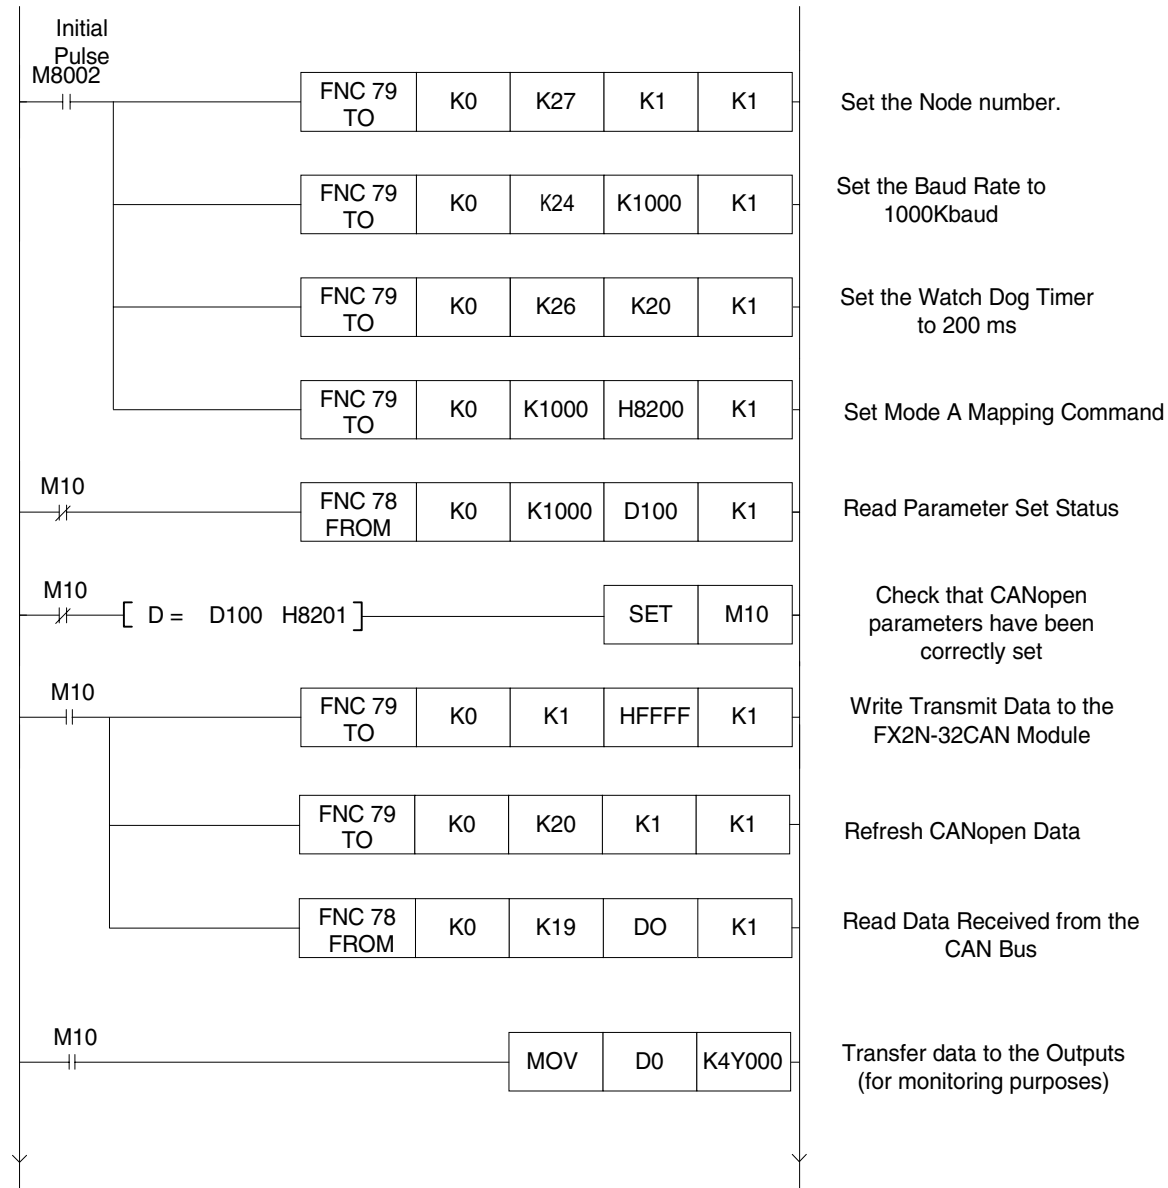 Initial
Pulse
M8002
FNC 79
TO
K0
K27
K1
K1
Set the Node number.
FNC 79
TO
K0
K24
K1000
K1
Set the Baud Rate to
1000Kbaud
FNC 79
TO
K0
K26
K20
K1
Set the Watch Dog Timer
to 200 ms
FNC 79
TO
K0
K1000
H8200
K1
Set Mode A Mapping Command
M10
FNC 78
FROM
K0
K1000
D100
K1
Read Parameter Set Status
M10
[ D = D100 H8201 ]
SET
M10
Check that CANopen
parameters have been
correctly set
M10
FNC 79
TO
K0
K1
HFFFF
K1
Write Transmit Data to the
FX2N-32CAN Module
FNC 79
TO
K0
K20
K1
K1
Refresh CANopen Data
FNC 78
FROM
K0
K19
DO
K1
Read Data Received from the
CAN Bus
M10
MOV
D0
K4Y000
Transfer data to the Outputs
(for monitoring purposes)